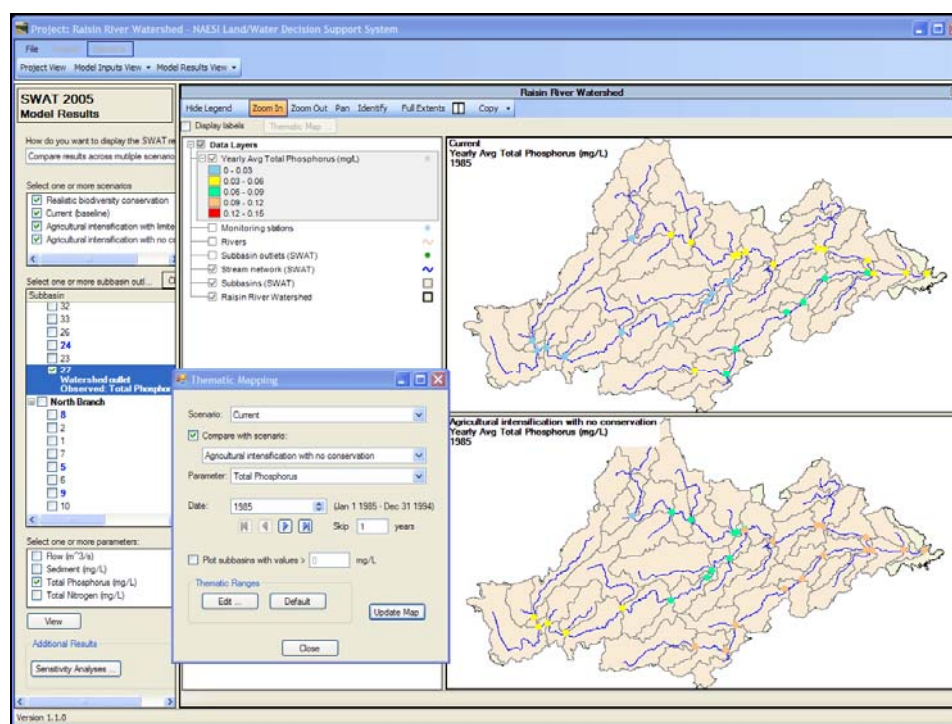 Project: Raisin River Watershed - NAESI Land/Water Decision Support System
File
Project View Model Inputs View Model Results View
SWAT 2005
Model Results
How do you want to display the SWAT re
Compare results across mutliple scenario
Select one or more scenarios
Realistic biodiversity conservation
Current (baseline)
Agricultural intensification with limite
Agricultural intensification with no co
Select one or more subbasin outl...
Subbasin
32
33
26
24
23
27
Watershed outlet
Observed: Total Phosphor
North Branch
8
2
1
7
5
6
9
10
Select one or more parameters:
Flow (m^3/s)
Sediment (mg/L)
Total Phosphorus (mg/L)
Total Nitrogen (mg/L)
View
Additional Results
Sensitivity Analyses ...
Version 1.1.0
Raisin River Watershed
Hide Legend Zoom In Zoom Out Pan Identify Full Extents Copy
Display labels Thematic Map ...
Data Layers
Yearly Avg Total Phosphorus (mg/L)
0 - 0.03
0.03 - 0.06
0.06 - 0.09
0.09 - 0.12
0.12 - 0.15
Monitoring stations
Rivers
Subbasin outlets (SWAT)
Stream network (SWAT)
Subbasins (SWAT)
Raisin River Watershed
Thematic Mapping
Scenario: Current
Compare with scenario:
Agricultural intensification with no conservation
Parameter: Total Phosphorus
Date: 1985 (Jan 1 1985 - Dec 31 1994)
Skip 1 years
Plot subbasins with values > 0 mg/L
Thematic Ranges
Edit ... Default
Update Map
Close
Current
Yearly Avg Total Phosphorus (mg/L)
1985
Agricultural intensification with no conservation
Yearly Avg Total Phosphorus (mg/L)
1985